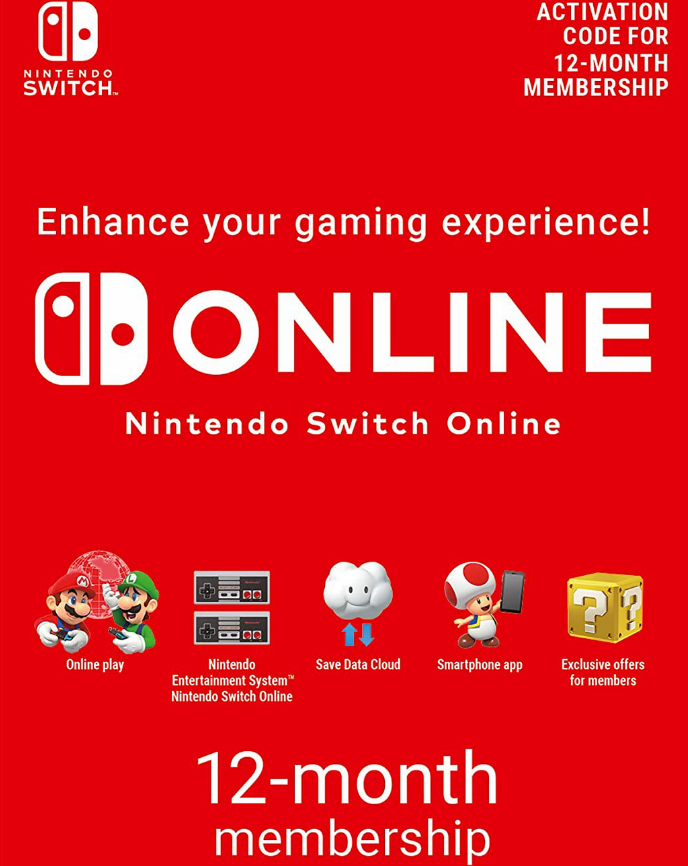 NINTENDO
SWITCH™
ACTIVATION
CODE FOR
12-MONTH
MEMBERSHIP
Enhance your gaming experience!
ONLINE
Nintendo Switch Online
Online play
Nintendo
Entertainment System™
Nintendo Switch Online
Save Data Cloud
Smartphone app
Exclusive offers
for members
12-month
membership